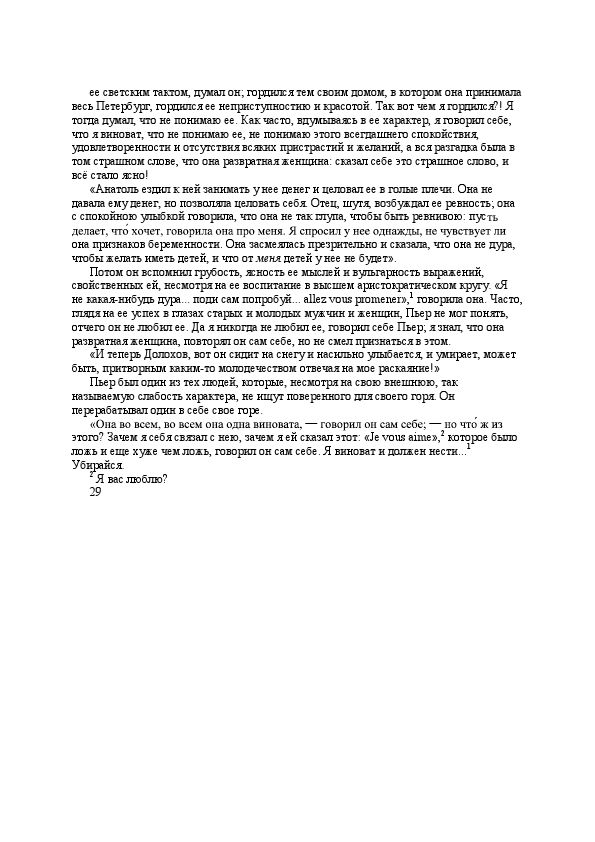 ее светским тактом, думал он; гордился тем своим домом, в котором она принимала
весь Петербург, гордился ее неприступностию и красотой. Так вот чем я гордился?! Я
тогда думал, что не понимаю ее. Как часто, вдумываясь в ее характер, я говорил себе,
что я виноват, что не понимаю ее, не понимаю этого всегдашнего спокойствия,
удовлетворенности и отсутствия всяких пристрастий и желаний, а вся разгадка была в
том страшном слове, что она развратная женщина: сказал себе это страшное слово, и
всё стало ясно!
«Анатоль ездил к ней занимать у нее денег и целовал ее в голые плечи. Она не
давала ему денег, но позволяла целовать себя. Отец, шутя, возбуждал ее ревность; она
с спокойною улыбкой говорила, что она не так глупа, чтобы быть ревнивою: пусть
делает, что́ хочет, говорила она про меня. Я спросил у нее однажды, не чувствует ли
она признаков беременности. Она засмеялась презрительно и сказала, что она не дура,
чтобы желать иметь детей, и что от меня детей у нее не будет».
Потом он вспомнил грубость, ясность ее мыслей и вульгарность выражений,
свойственных ей, несмотря на ее воспитание в высшем аристократическом кругу. «Я
не какая-нибудь дура... поди сам попробуй... allez vous promener»,1 говорила она. Часто,
глядя на ее успех в глазах старых и молодых мужчин и женщин, Пьер не мог понять,
отчего он не любил ее. Да я никогда не любил ее, говорил себе Пьер; я знал, что она
развратная женщина, повторял он сам себе, но не смел признаться в этом.
«И теперь Долохов, вот он сидит на снегу и насильно улыбается, и умирает, может
быть, притворным каким-то молодечеством отвечая на мое раскаяние!»
Пьер был один из тех людей, которые, несмотря на свою внешнюю, так
называемую слабость характера, не ищут поверенного для своего горя. Он
перерабатывал один в себе свое горе.
«Она во всем, во всем она одна виновата, — говорил он сам себе; — но что́ ж из
этого? Зачем я себя связал с нею, зачем я ей сказал этот: «Je vous aime»,2 которое было
ложь и еще хуже чем ложь, говорил он сам себе. Я виноват и должен нести...1
Убирайся.
2 Я вас люблю?
29